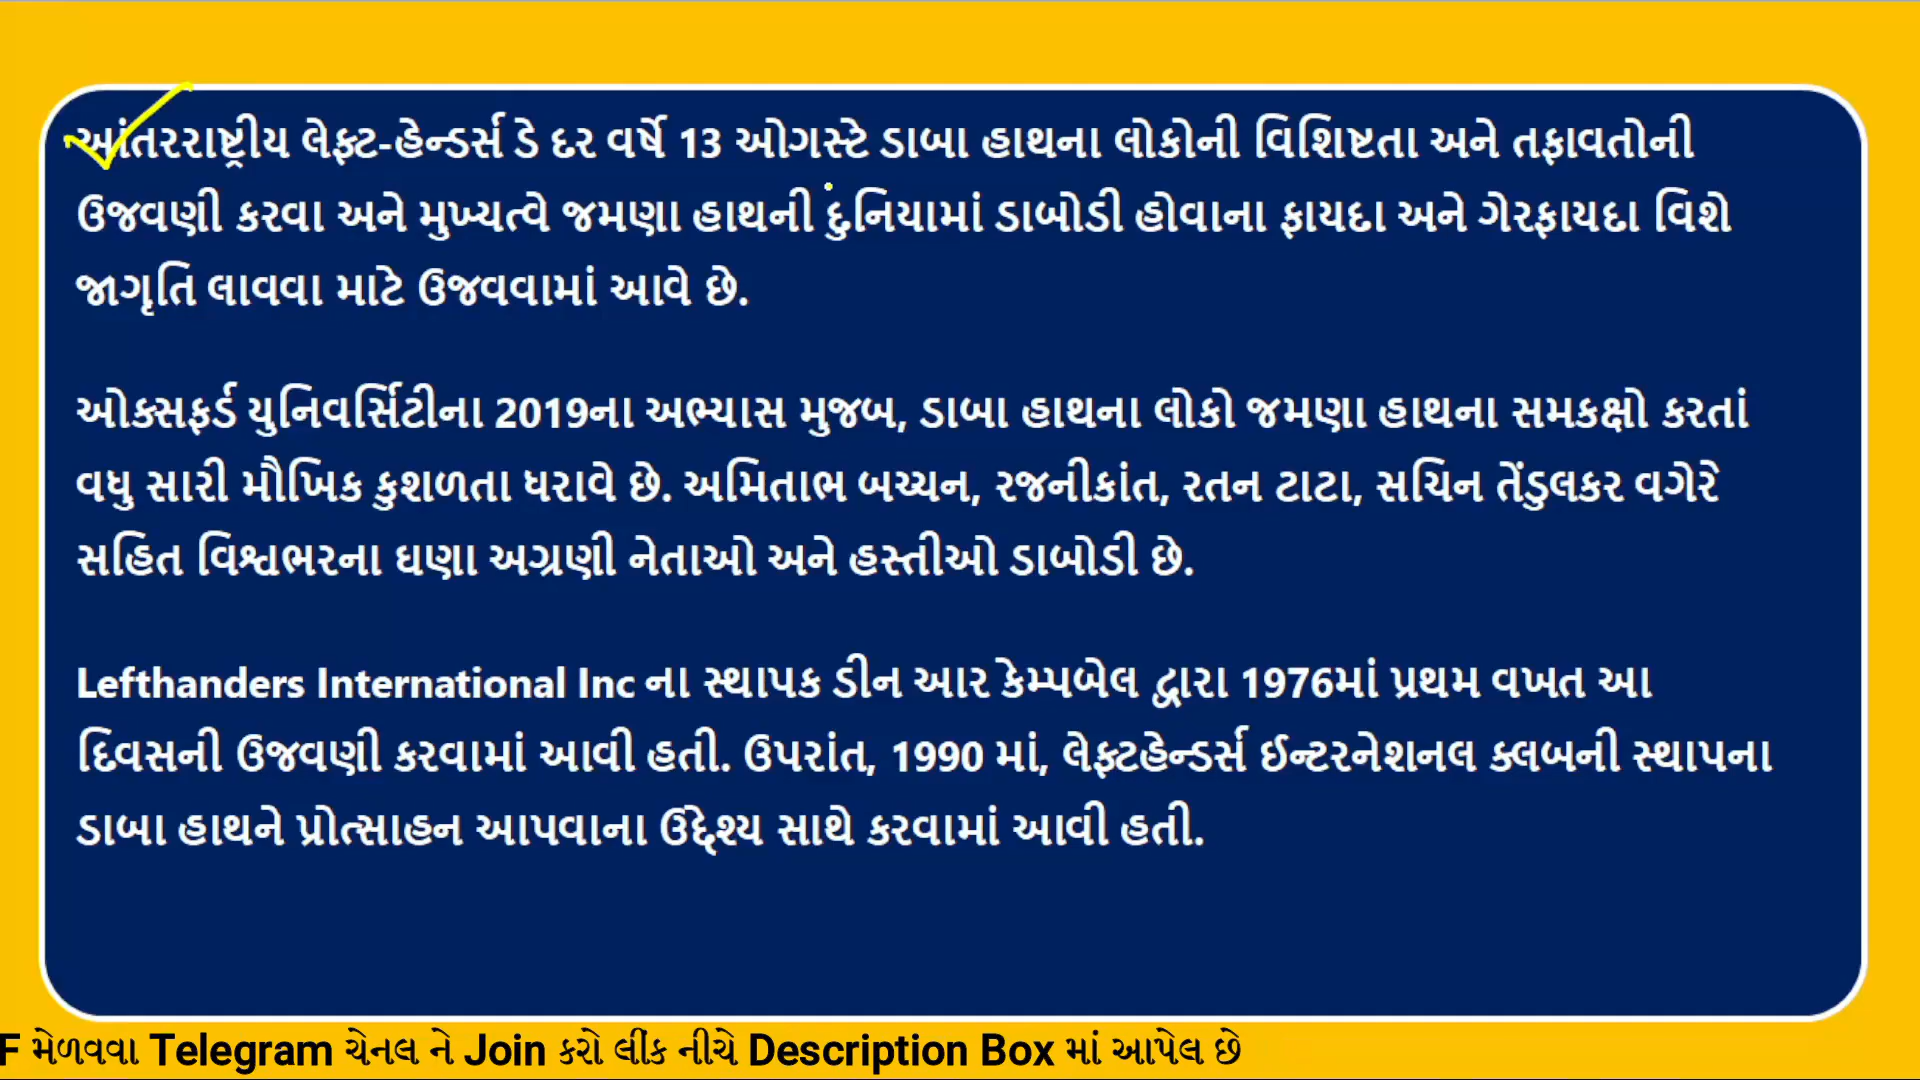 આંતરરાષ્ટ્રીય લેફ્ટ-હેન્ડર્સ ડે દર વર્ષે 13 ઓગસ્ટે ડાબા હાથના લોકોની વિશિષ્ટતા અને તફાવતોની
ઉજવણી કરવા અને મુખ્યત્વે જમણા હાથની દુનિયામાં ડાબોડી હોવાના ફાયદા અને ગેરફાયદા વિશે
જાગૃતિ લાવવા માટે ઉજવવામાં આવે છે.
ઓક્સફર્ડ યુનિવર્સિટીના 2019ના અભ્યાસ મુજબ, ડાબા હાથના લોકો જમણા હાથના સમકક્ષો કરતાં
વધુ સારી મૌખિક કુશળતા ધરાવે છે. અમિતાભ બચ્ચન, રજનીકાંત, રતન ટાટા, સચિન તેંડુલકર વગેરે
સહિત વિશ્વભરના ઘણા અગ્રણી નેતાઓ અને હસ્તીઓ ડાબોડી છે.
Lefthanders International Inc ના સ્થાપક ડીન આર કેમ્પબેલ દ્વારા 1976માં પ્રથમ વખત આ
દિવસની ઉજવણી કરવામાં આવી હતી. ઉપરાંત, 1990 માં, લેફ્ટહેન્ડર્સ ઈન્ટરનેશનલ ક્લબની સ્થાપના
ડાબા હાથને પ્રોત્સાહન આપવાના ઉદ્દેશ્ય સાથે કરવામાં આવી હતી.
F મેળવવા Telegram ચેનલ ને Join કરો લીંક નીચે Description Box માં આપેલ છે